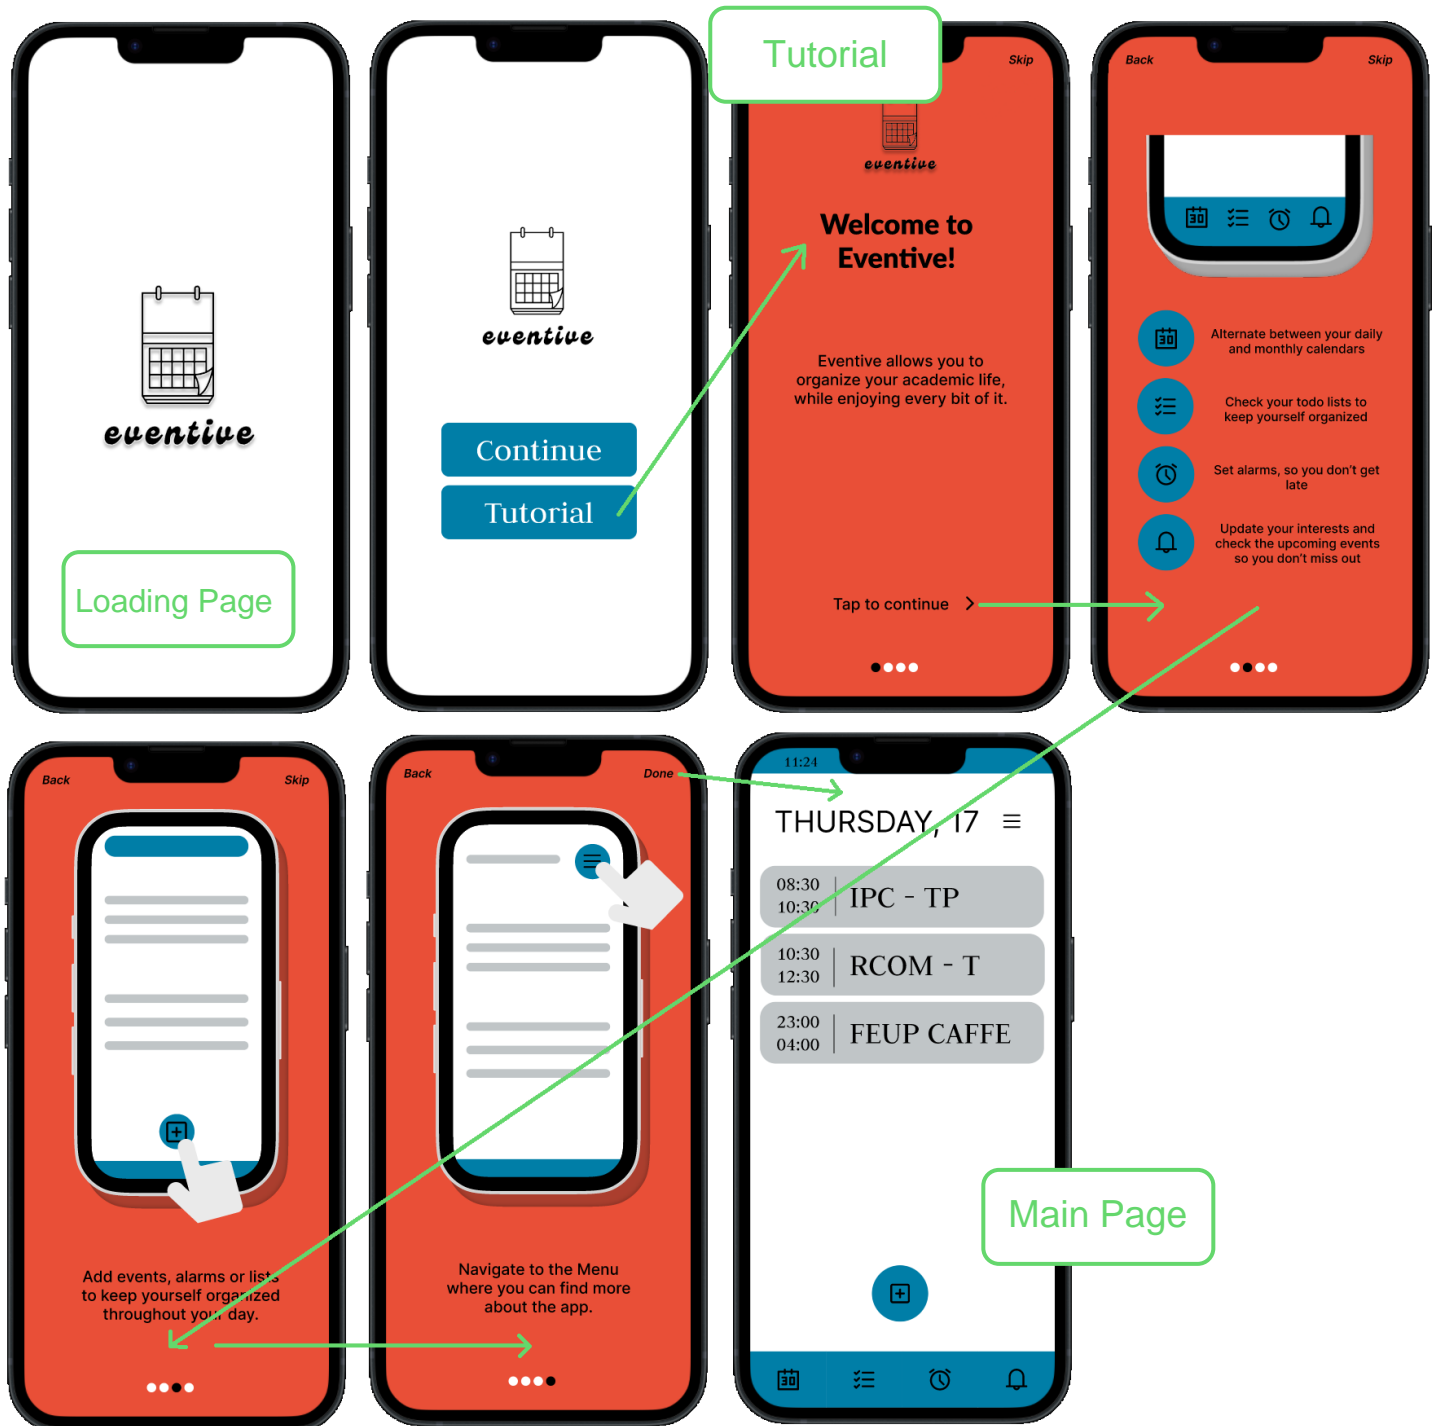 eventive
Loading Page
eventive
Continue
Tutorial
Tutorial
Skip
eventive
Welcome to
Eventive!
Eventive allows you to
organize your academic life,
while enjoying every bit of it.
Tap to continue >
Back
Skip
30
30
Alternate between your daily
and monthly calendars
Check your todo lists to
keep yourself organized
Set alarms, so you don't get
late
Update your interests and
check the upcoming events
so you don't miss out
Back
Skip
Add events, alarms or lists
to keep yourself organized
throughout your day.
Back
Done
Navigate to the Menu
where you can find more
about the app.
11:24
THURSDAY, 17
08:30
10:30
IPC - TP
10:30
12:30
RCOM - T
23:00
04:00
FEUP CAFFE
Main Page
30